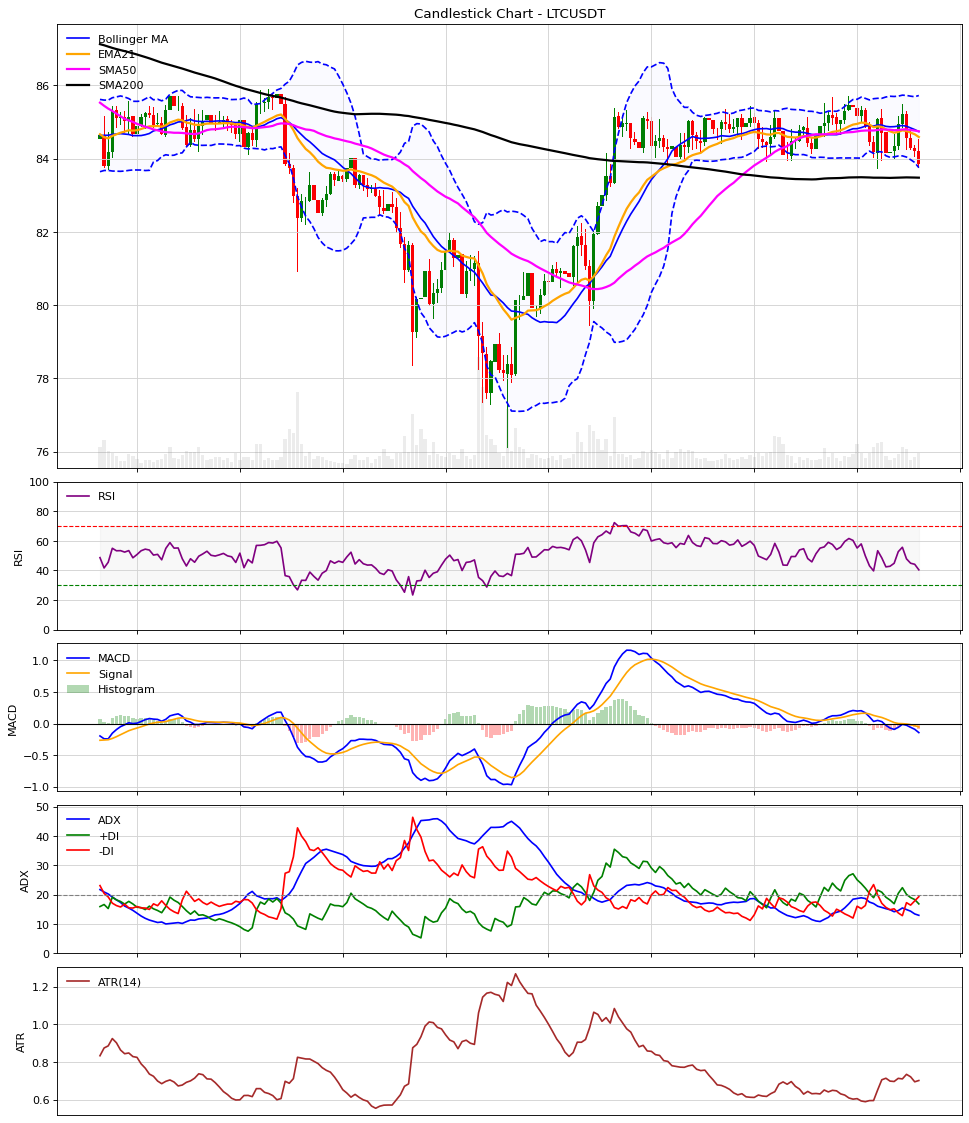 Candlestick Chart - LTCUSDT
Bollinger MA
EMA21
SMA50
SMA200
86
84
82
80
78
76
RSI
100
80
60
40
20
0
RSI
MACD
Signal
Histogram
1.0
0.5
0.0
−0.5
−1.0
MACD
ADX
+DI
-DI
50
40
30
20
10
0
ADX
ATR(14)
1.2
1.0
0.8
0.6
ATR